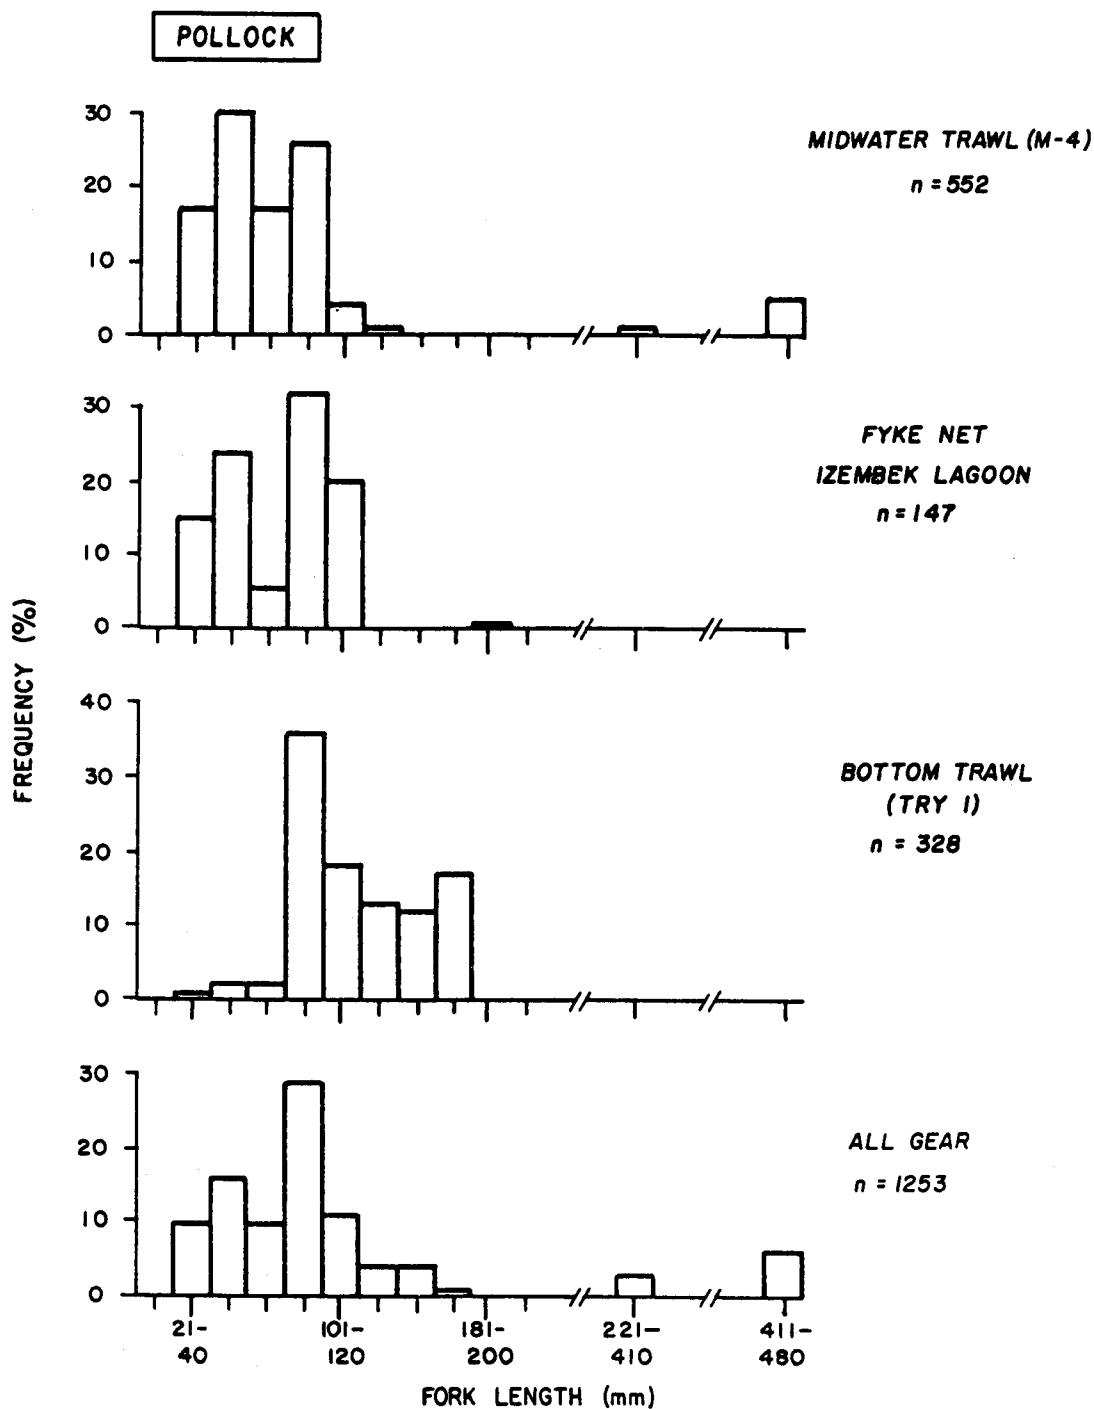 POLLOCK
30
20
10
0
MIDWATER TRAWL (M-4)
n = 552
30
20
10
0
FYKE NET
IZEMBEK LAGOON
n = 147
FREQUENCY (%)
40
30
20
10
0
BOTTOM TRAWL
(TRY 1)
n = 328
30
20
10
0
ALL GEAR
n = 1253
21- 101- 181- 221- 411-
40 120 200 410 480
FORK LENGTH (mm)